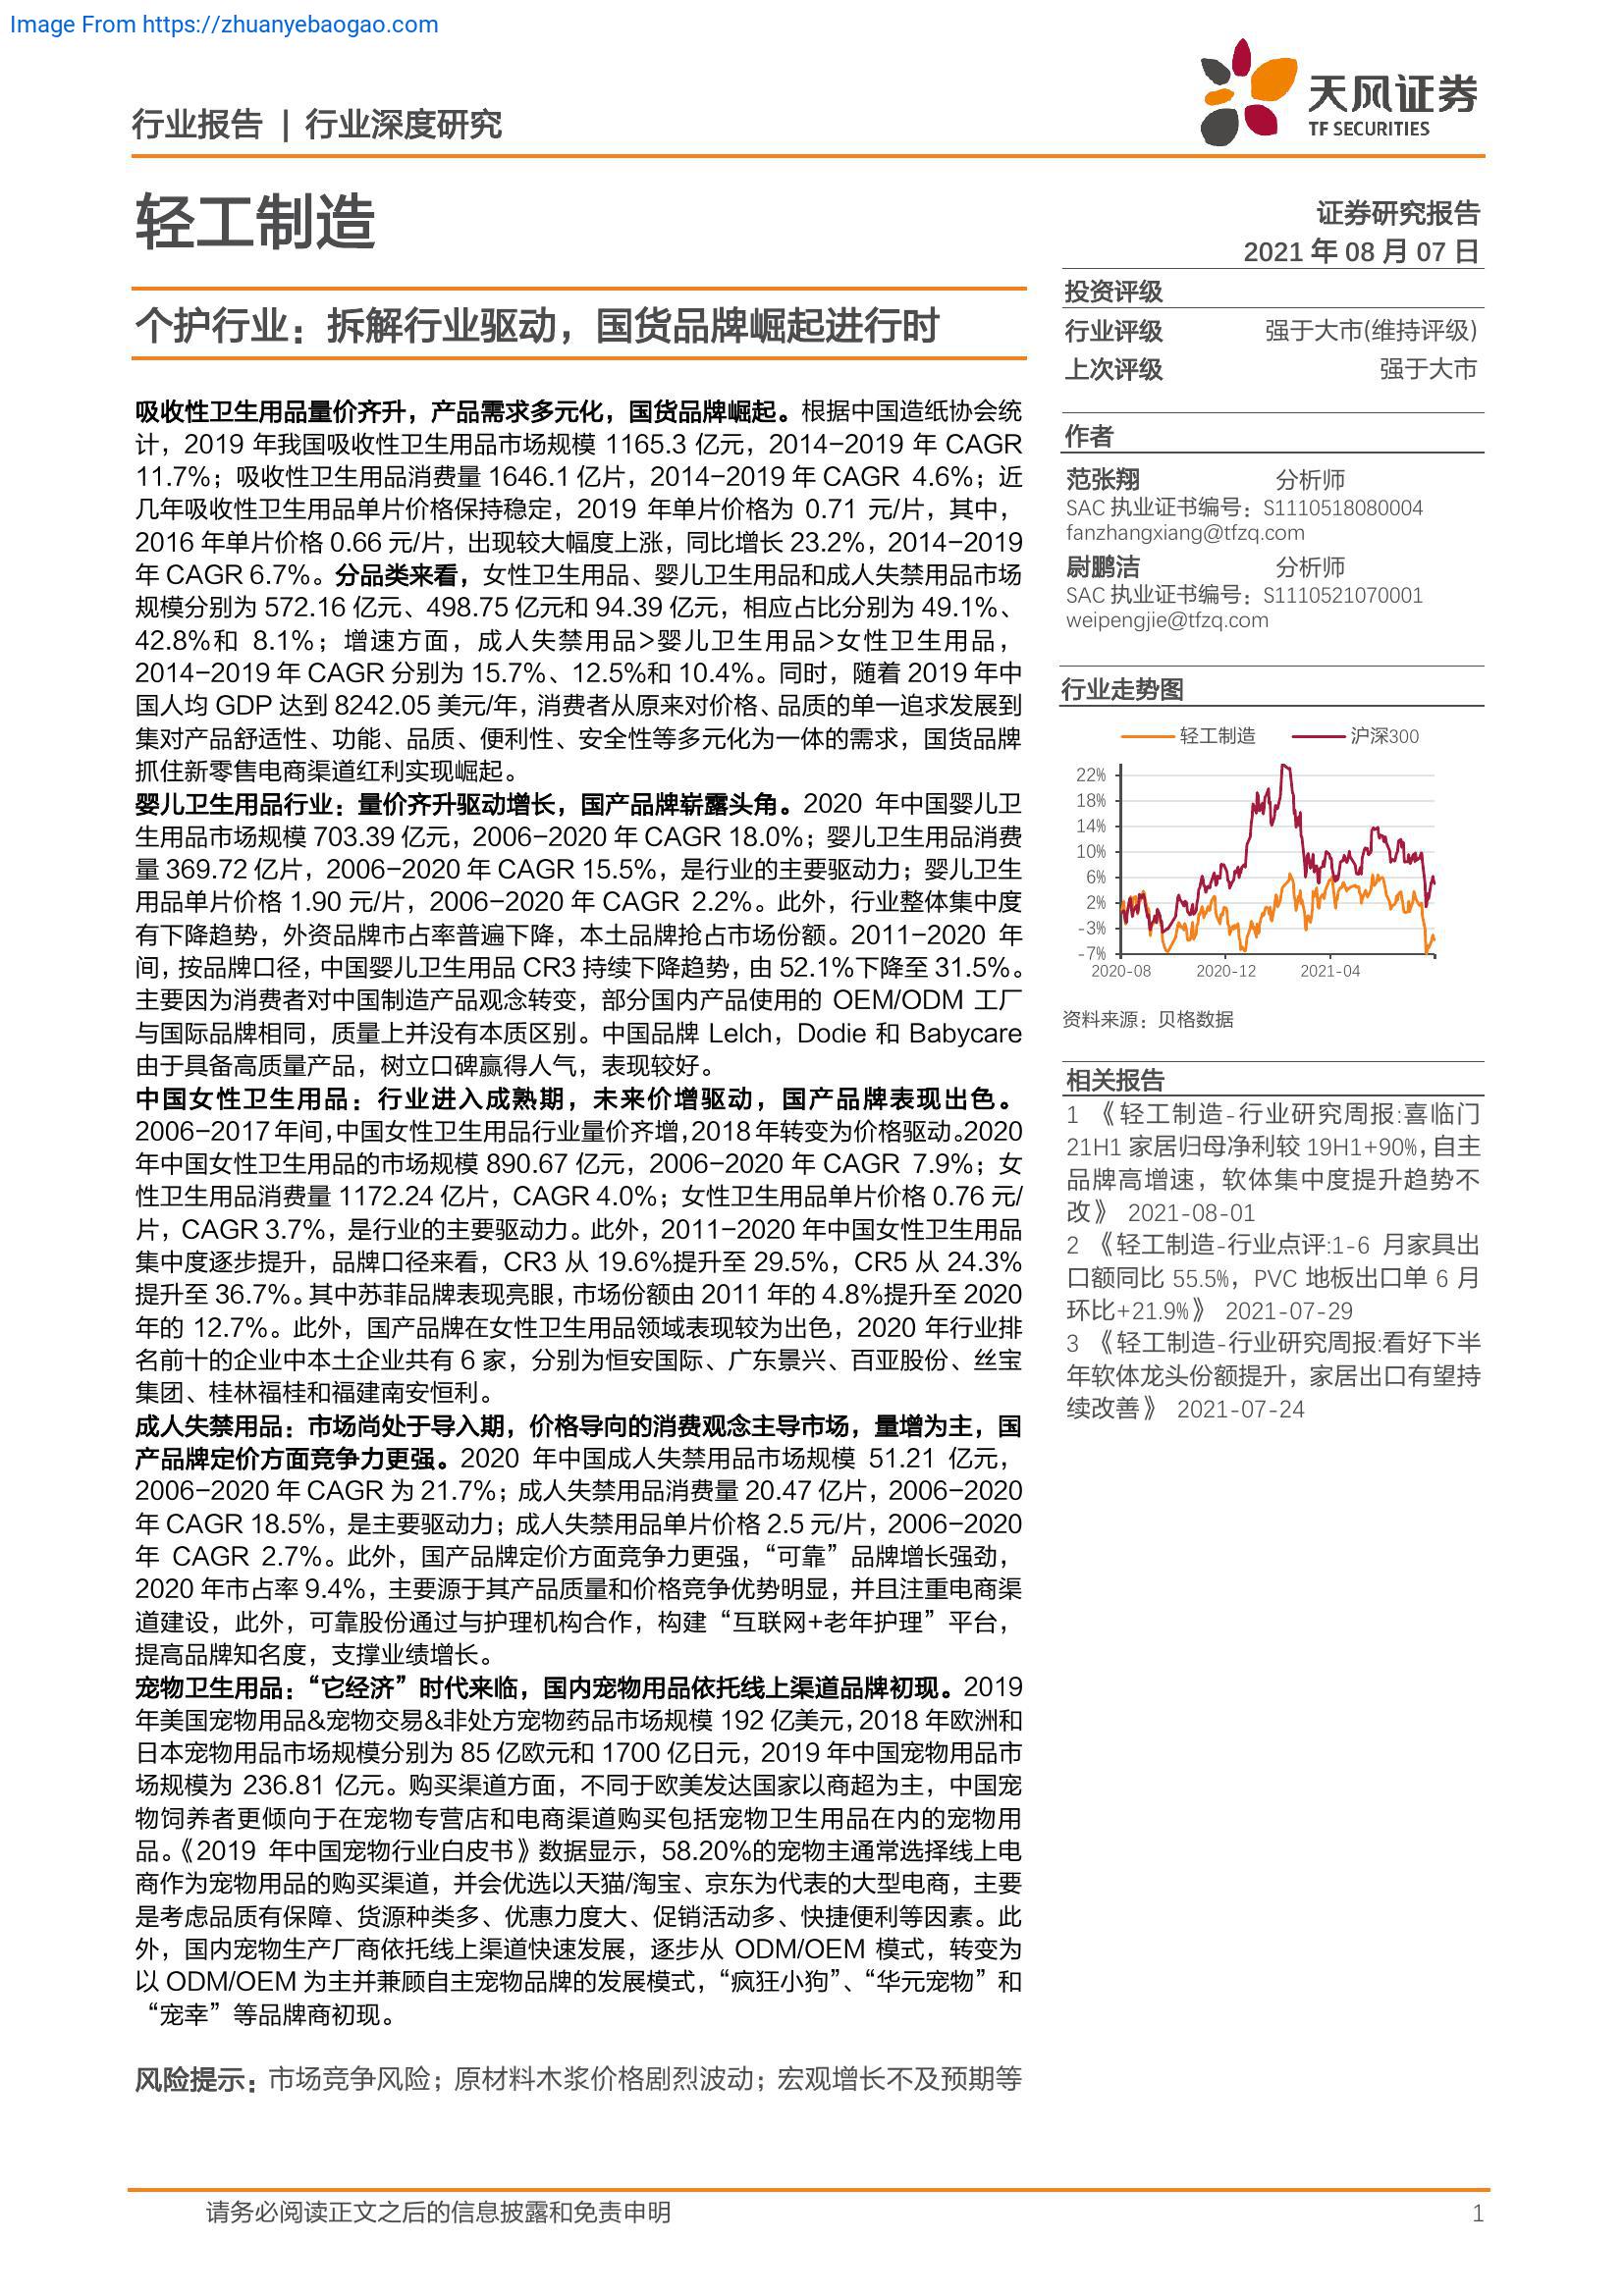 Image From https://zhuanyebaogao.com
行业报告 | 行业深度研究
天风证券
TF SECURITIES
轻工制造
证券研究报告
2021 年 08 月 07 日
个护行业：拆解行业驱动，国货品牌崛起进行时
吸收性卫生用品量价齐升，产品需求多元化，国货品牌崛起。根据中国造纸协会统
计，2019 年我国吸收性卫生用品市场规模 1165.3 亿元，2014-2019 年 CAGR
11.7%；吸收性卫生用品消费量 1646.1 亿片，2014-2019 年 CAGR 4.6%；近
几年吸收性卫生用品单片价格保持稳定，2019 年单片价格为 0.71 元/片，其中，
2016 年单片价格 0.66 元/片，出现较大幅度上涨，同比增长 23.2%，2014-2019
年 CAGR 6.7%。分品类来看，女性卫生用品、婴儿卫生用品和成人失禁用品市场
规模分别为 572.16 亿元、498.75 亿元和 94.39 亿元，相应占比分别为 49.1%、
42.8%和 8.1%；增速方面，成人失禁用品>婴儿卫生用品>女性卫生用品，
2014-2019 年 CAGR 分别为 15.7%、12.5%和 10.4%。同时，随着 2019 年中
国人均 GDP 达到 8242.05 美元/年，消费者从原来对价格、品质的单一追求发展到
集对产品舒适性、功能、品质、便利性、安全性等多元化为一体的需求，国货品牌
抓住新零售电商渠道红利实现崛起。
婴儿卫生用品行业：量价齐升驱动增长，国产品牌崭露头角。2020 年中国婴儿卫
生用品市场规模 703.39 亿元，2006-2020 年 CAGR 18.0%；婴儿卫生用品消费
量 369.72 亿片，2006-2020 年 CAGR 15.5%，是行业的主要驱动力；婴儿卫生
用品单片价格 1.90 元/片，2006-2020 年 CAGR 2.2%。此外，行业整体集中度
有下降趋势，外资品牌市占率普遍下降，本土品牌抢占市场份额。2011-2020 年
间，按品牌口径，中国婴儿卫生用品 CR3 持续下降趋势，由 52.1%下降至 31.5%。
主要因为消费者对中国制造产品观念转变，部分国内产品使用的 OEM/ODM 工厂
与国际品牌相同，质量上并没有本质区别。中国品牌 Lelch，Dodie 和 Babycare
由于具备高质量产品，树立口碑赢得人气，表现较好。
中国女性卫生用品：行业进入成熟期，未来价增驱动，国产品牌表现出色。
2006-2017 年间，中国女性卫生用品行业量价齐增，2018 年转变为价格驱动。2020
年中国女性卫生用品的市场规模 890.67 亿元，2006-2020 年 CAGR 7.9%；女
性卫生用品消费量 1172.24 亿片，CAGR 4.0%；女性卫生用品单片价格 0.76 元/
片，CAGR 3.7%，是行业的主要驱动力。此外，2011-2020 年中国女性卫生用品
集中度逐步提升，品牌口径来看，CR3 从 19.6%提升至 29.5%，CR5 从 24.3%
提升至 36.7%。其中苏菲品牌表现亮眼，市场份额由 2011 年的 4.8%提升至 2020
年的 12.7%。此外，国产品牌在女性卫生用品领域表现较为出色，2020 年行业排
名前十的企业中本土企业共有 6 家，分别为恒安国际、广东景兴、百亚股份、丝宝
集团、桂林福桂和福建南安恒利。
成人失禁用品：市场尚处于导入期，价格导向的消费观念主导市场，量增为主，国
产品牌定价方面竞争力更强。2020 年中国成人失禁用品市场规模 51.21 亿元，
2006-2020 年 CAGR 为 21.7%；成人失禁用品消费量 20.47 亿片，2006-2020
年 CAGR 18.5%，是主要驱动力；成人失禁用品单片价格 2.5 元/片，2006-2020
年 CAGR 2.7%。此外，国产品牌定价方面竞争力更强，“可靠”品牌增长强劲，
2020 年市占率 9.4%，主要源于其产品质量和价格竞争优势明显，并且注重电商渠
道建设，此外，可靠股份通过与护理机构合作，构建“互联网+老年护理”平台，
提高品牌知名度，支撑业绩增长。
宠物卫生用品：“它经济”时代来临，国内宠物用品依托线上渠道品牌初现。2019
年美国宠物用品&宠物交易&非处方宠物药品市场规模 192 亿美元，2018 年欧洲和
日本宠物用品市场规模分别为 85 亿欧元和 1700 亿日元，2019 年中国宠物用品市
场规模为 236.81 亿元。购买渠道方面，不同于欧美发达国家以商超为主，中国宠
物饲养者更倾向于在宠物专营店和电商渠道购买包括宠物卫生用品在内的宠物用
品。《2019 年中国宠物行业白皮书》数据显示，58.20%的宠物主通常选择线上电
商作为宠物用品的购买渠道，并会优选以天猫/淘宝、京东为代表的大型电商，主要
是考虑品质有保障、货源种类多、优惠力度大、促销活动多、快捷便利等因素。此
外，国内宠物生产厂商依托线上渠道快速发展，逐步从 ODM/OEM 模式，转变为
以 ODM/OEM 为主并兼顾自主宠物品牌的发展模式，“疯狂小狗”、“华元宠物”和
“宠幸”等品牌商初现。
风险提示：市场竞争风险；原材料木浆价格剧烈波动；宏观增长不及预期等
投资评级
行业评级 强于大市(维持评级)
上次评级 强于大市
作者
范张翔 分析师
SAC 执业证书编号：S1110518080004
fanzhangxiang@tfzq.com
尉鹏洁 分析师
SAC 执业证书编号：S1110521070001
weipengjie@tfzq.com
行业走势图
轻工制造 沪深300
22%
18%
14%
10%
6%
2%
-3%
-7%
2020-08 2020-12 2021-04
资料来源：贝格数据
相关报告
1 《轻工制造-行业研究周报:喜临门
21H1 家居归母净利较 19H1+90%,自主
品牌高增速，软体集中度提升趋势不
改》 2021-08-01
2 《轻工制造-行业点评:1-6 月家具出
口额同比 55.5%，PVC 地板出口单 6 月
环比+21.9%》 2021-07-29
3 《轻工制造-行业研究周报:看好下半
年软体龙头份额提升，家居出口有望持
续改善》 2021-07-24
请务必阅读正文之后的信息披露和免责申明 1